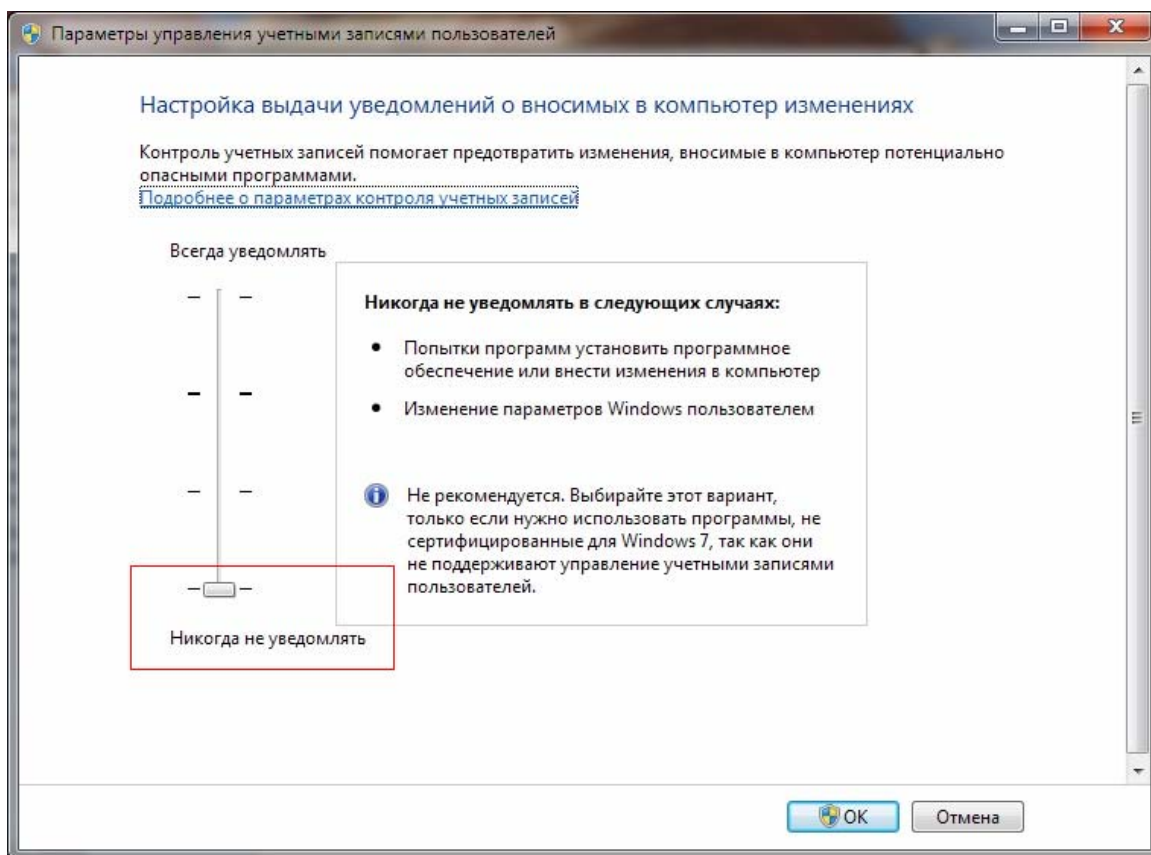 Параметры управления учетными записями пользователей
Настройка выдачи уведомлений о вносимых в компьютер изменениях
Контроль учетных записей помогает предотвратить изменения, вносимые в компьютер потенциально
опасными программами.
Подробнее о параметрах контроля учетных записей
Всегда уведомлять
Никогда не уведомлять в следующих случаях:
• Попытки программ установить программное
обеспечение или внести изменения в компьютер
• Изменение параметров Windows пользователем
Не рекомендуется. Выбирайте этот вариант,
только если нужно использовать программы, не
сертифицированные для Windows 7, так как они
не поддерживают управление учетными записями
пользователей.
Никогда не уведомлять
OK
Отмена